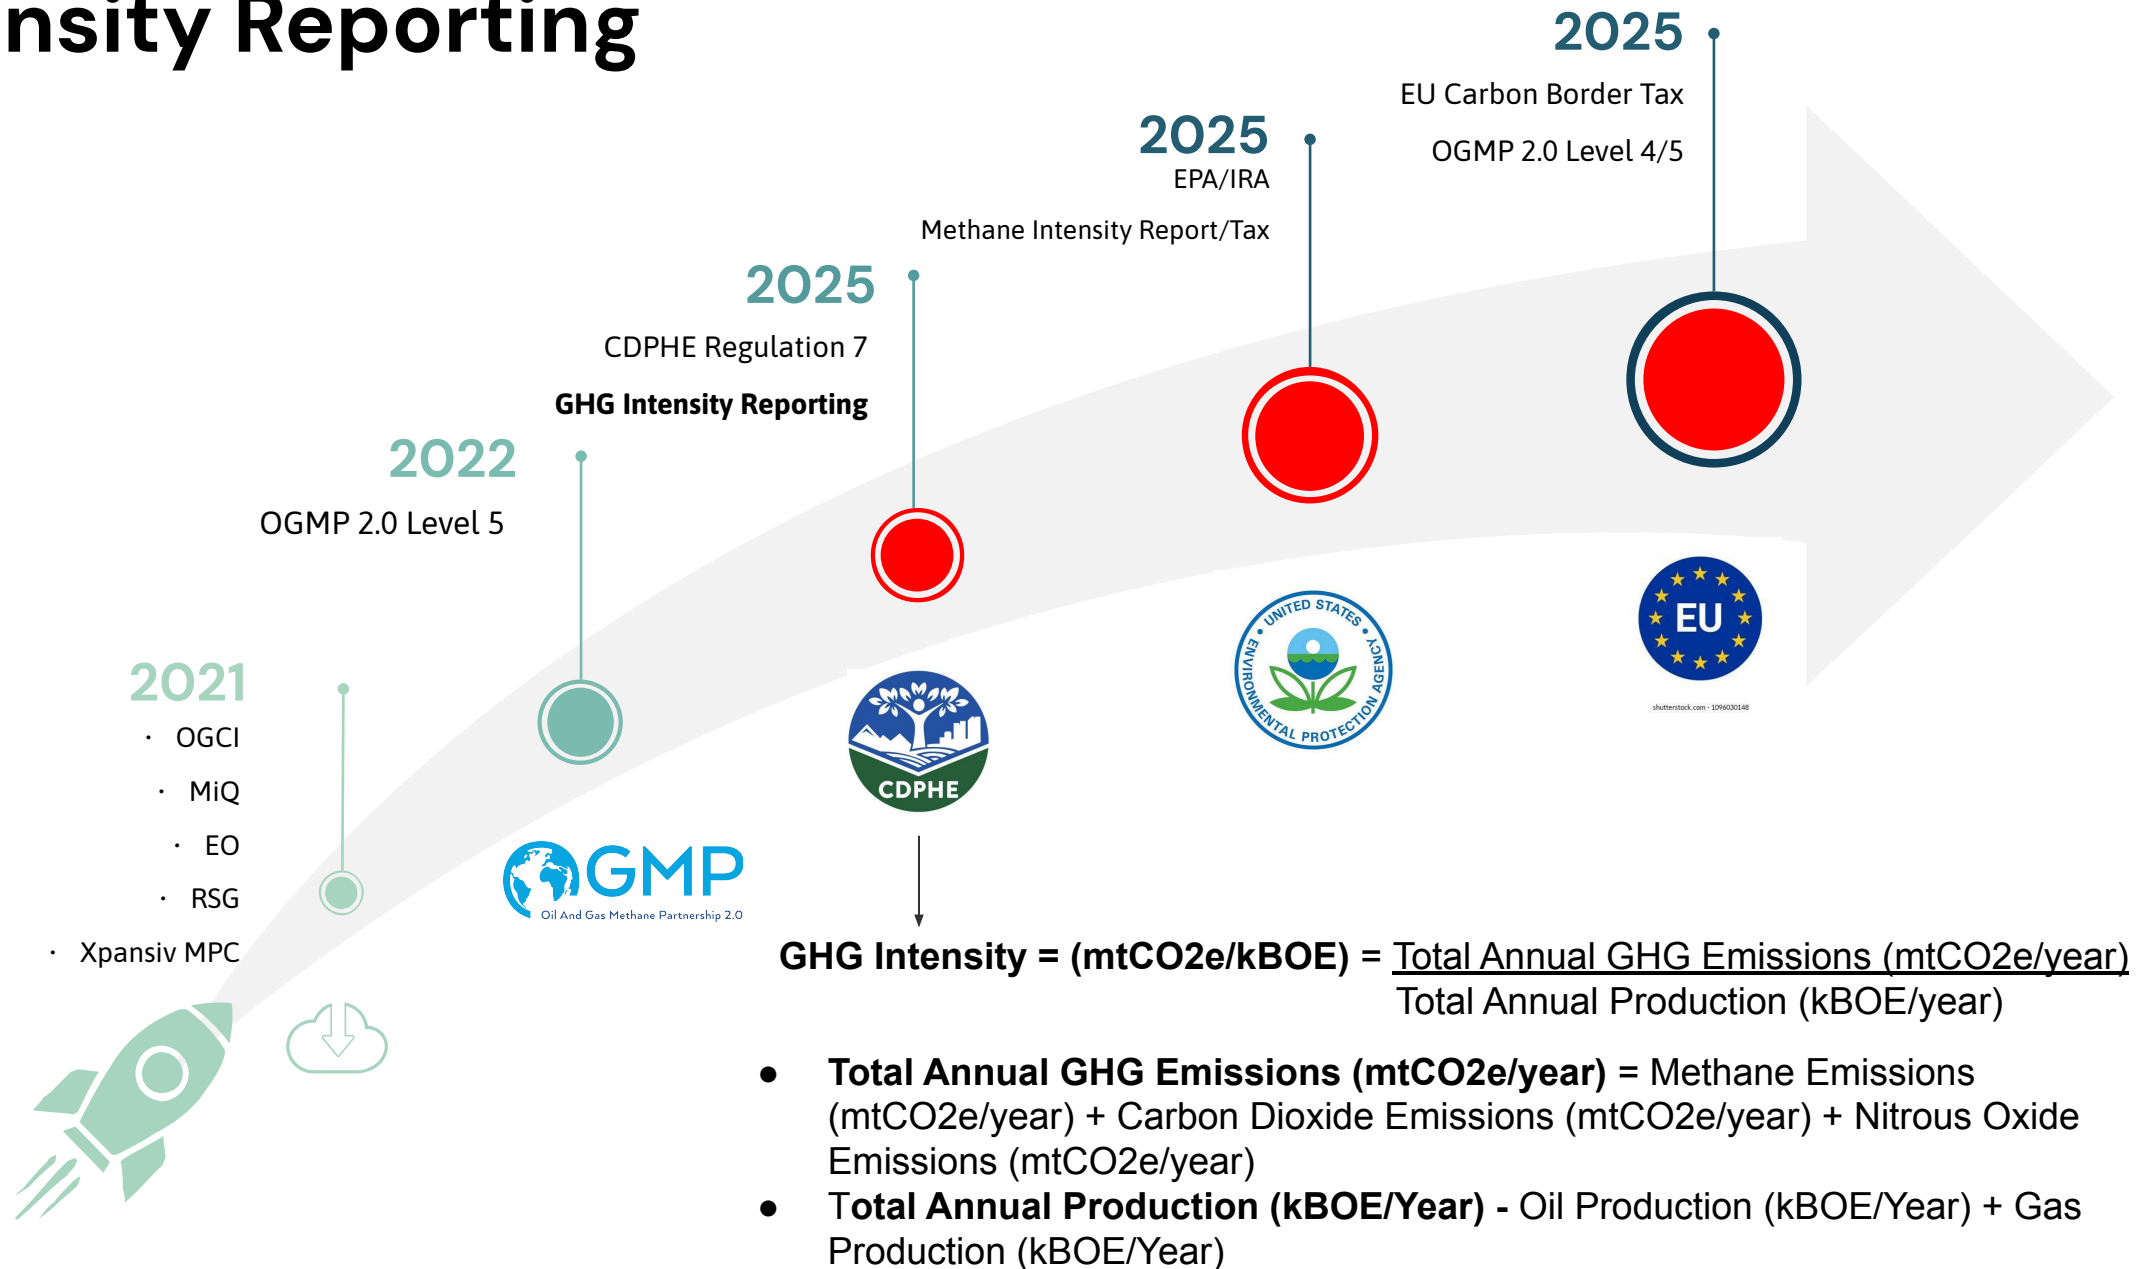 nsity Reporting
2025
EU Carbon Border Tax
OGMP 2.0 Level 4/5
2025
EPA/IRA
Methane Intensity Report/Tax
2025
CDPHE Regulation 7
GHG Intensity Reporting
2022
OGMP 2.0 Level 5
2021
· OGCI
· MiQ
· EO
· RSG
· Xpansiv MPC
OGMP
Oil And Gas Methane Partnership 2.0
CDPHE
UNITED STATES • ENVIRONMENTAL PROTECTION AGENCY •
EU
shutterstock.com · 1096030148
GHG Intensity = (mtCO2e/kBOE) = Total Annual GHG Emissions (mtCO2e/year)
Total Annual Production (kBOE/year)
● Total Annual GHG Emissions (mtCO2e/year) = Methane Emissions
(mtCO2e/year) + Carbon Dioxide Emissions (mtCO2e/year) + Nitrous Oxide
Emissions (mtCO2e/year)
● Total Annual Production (kBOE/Year) - Oil Production (kBOE/Year) + Gas
Production (kBOE/Year)